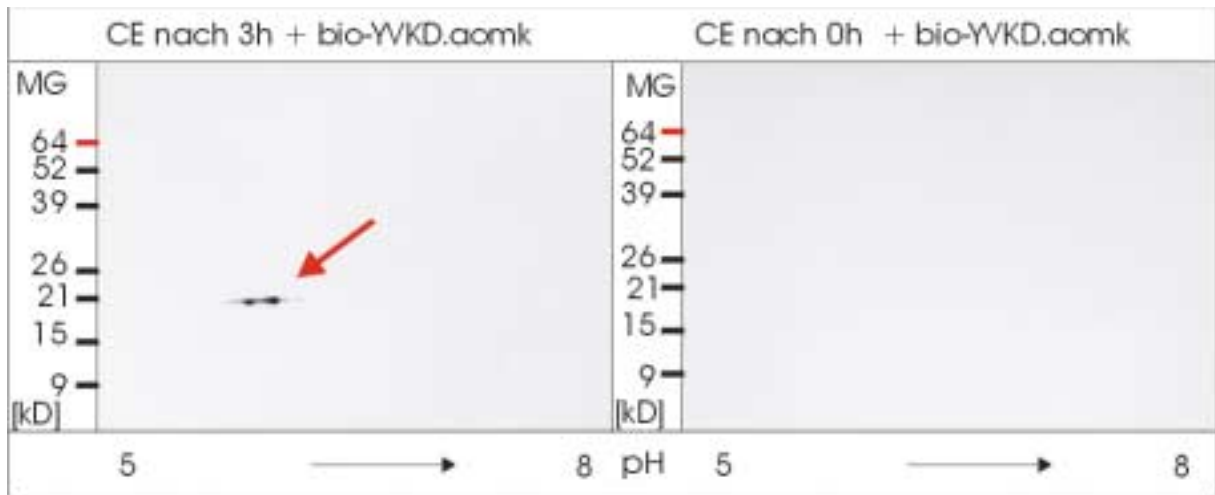 CE nach 3h + bio-YVKD.aomk
CE nach 0h + bio-YVKD.aomk
MG
64
52
39
26
21
15
9
[kD]
MG
64
52
39
26
21
15
9
[kD]
5 8 pH 5 8